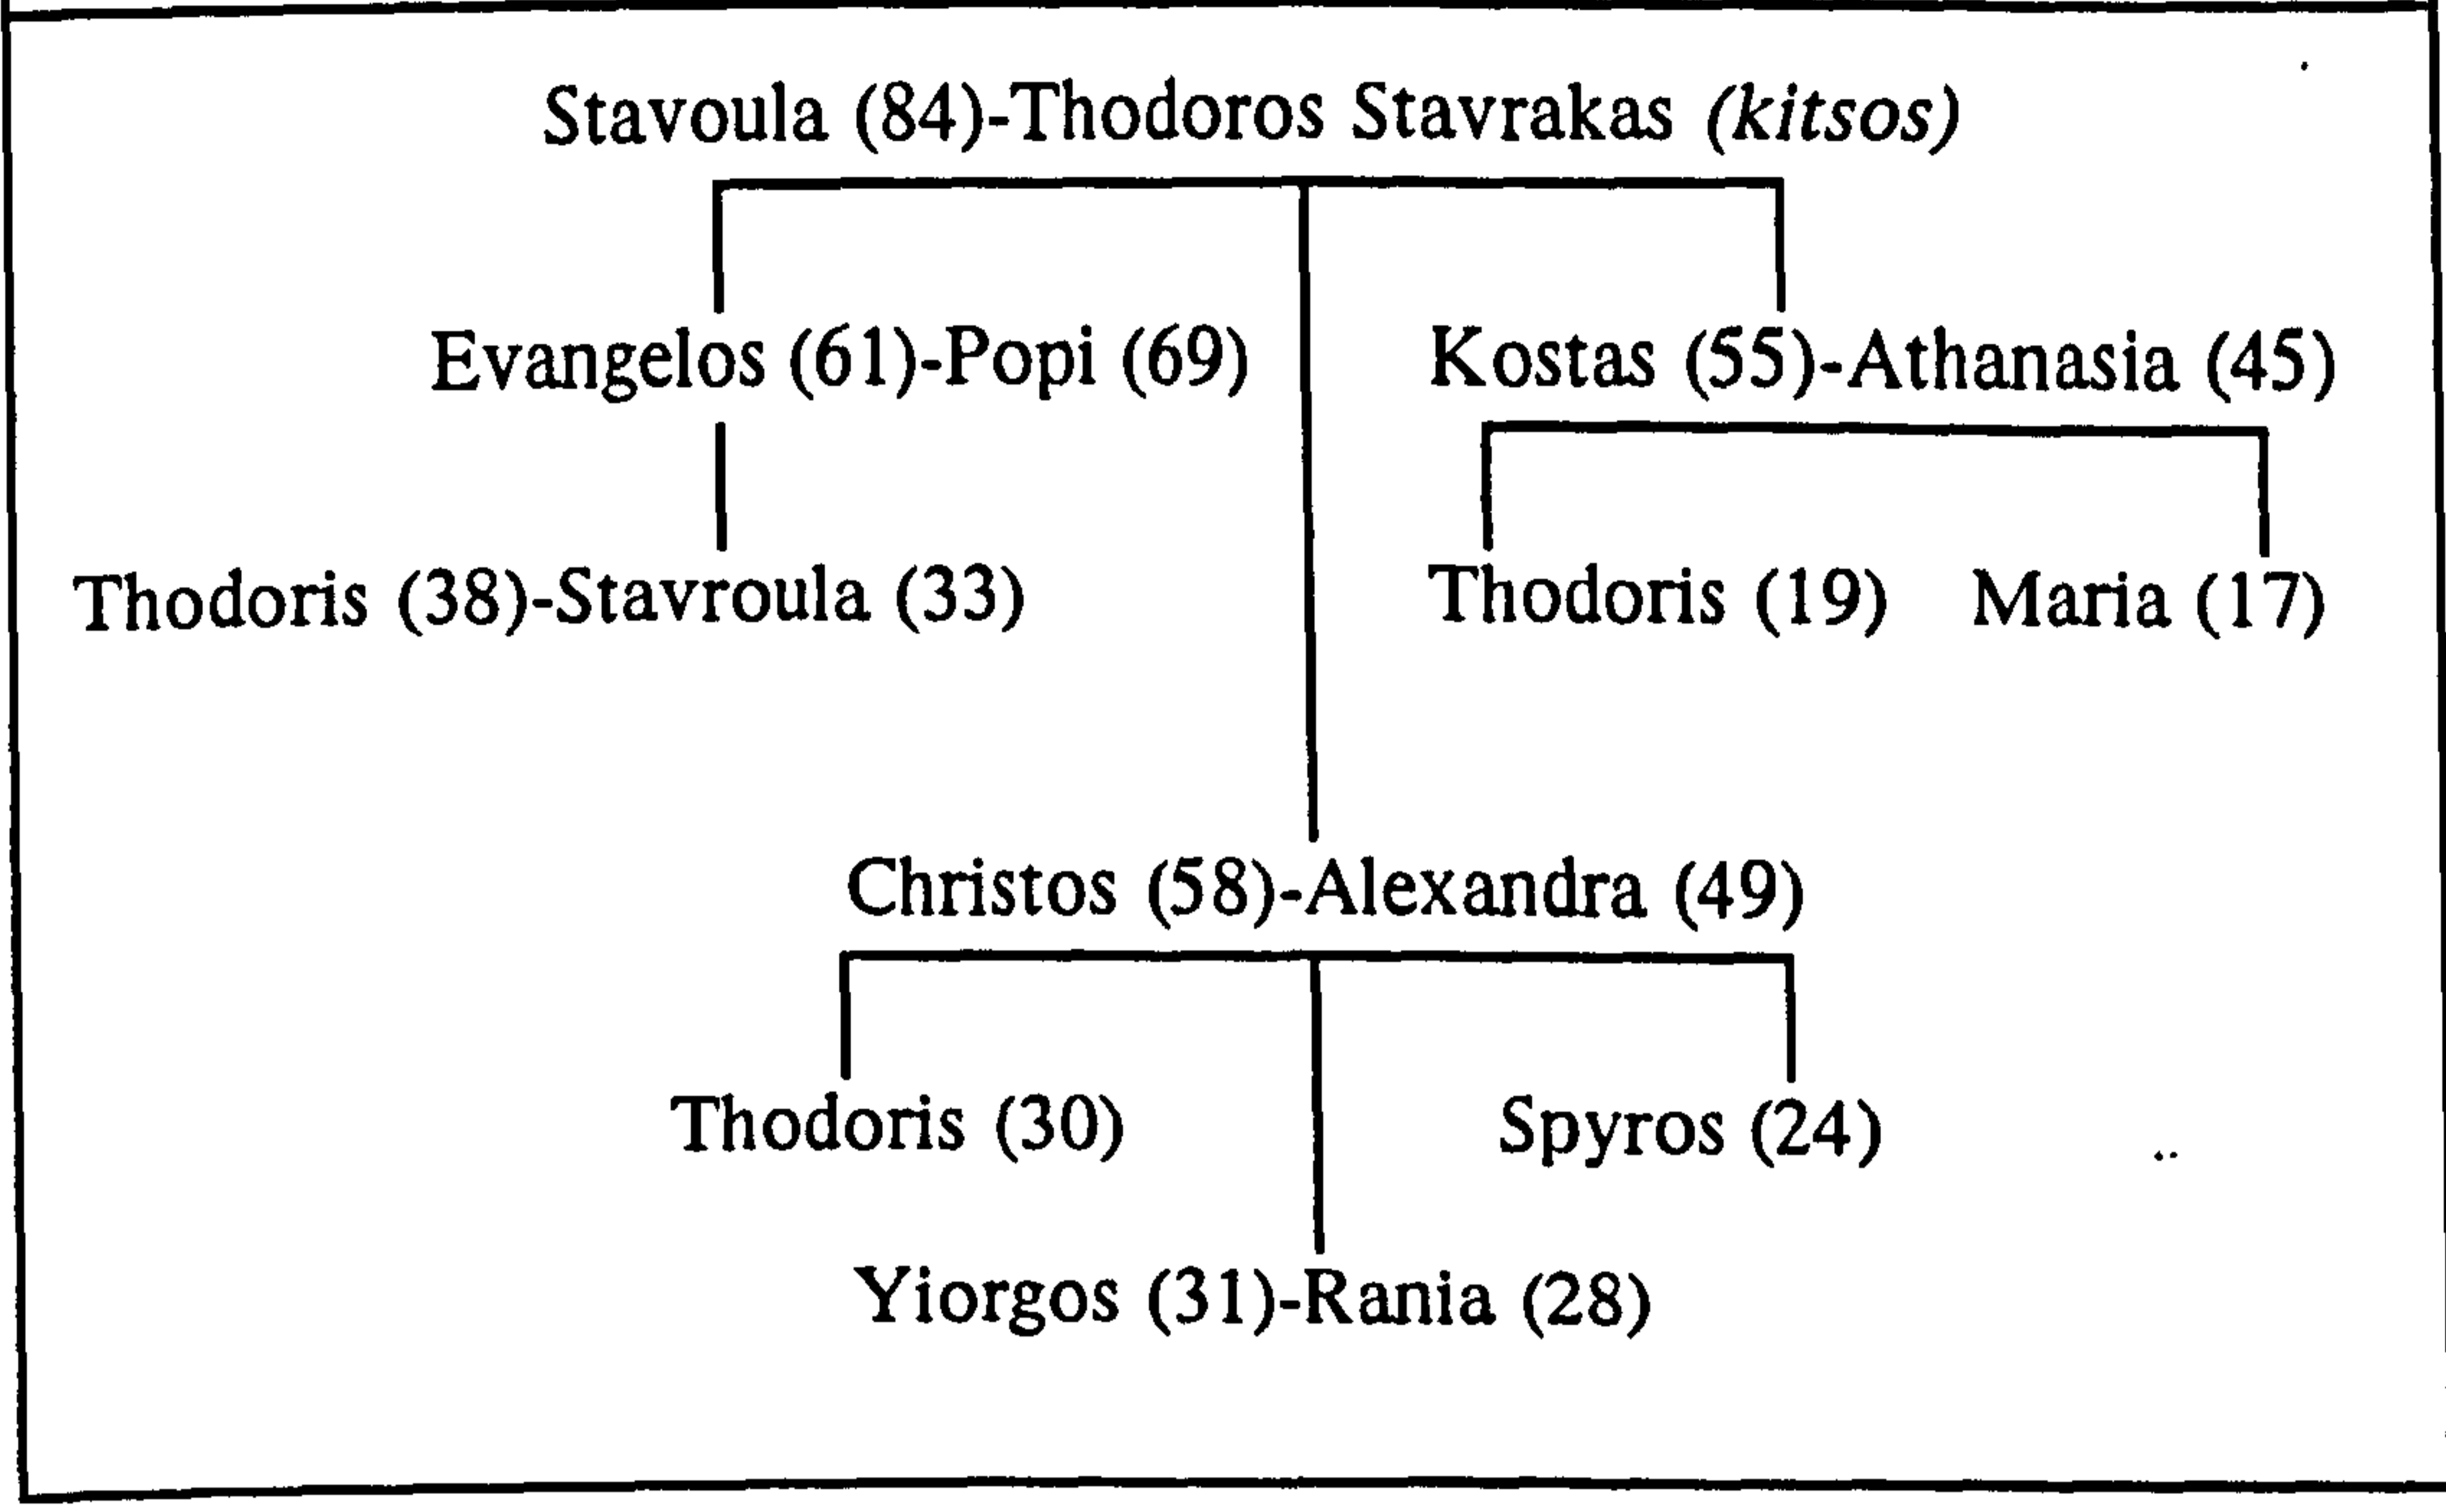 Stavoula (84)-Thodoros Stavrakas (kitsos)
Evangelos (61)-Popi (69) Kostas (55)-Athanasia (45)
Thodoris (38)-Stavroula (33) Thodoris (19) Maria (17)
Christos (58)-Alexandra (49)
Thodoris (30) Spyros (24)
Yiorgos (31)-Rania (28)